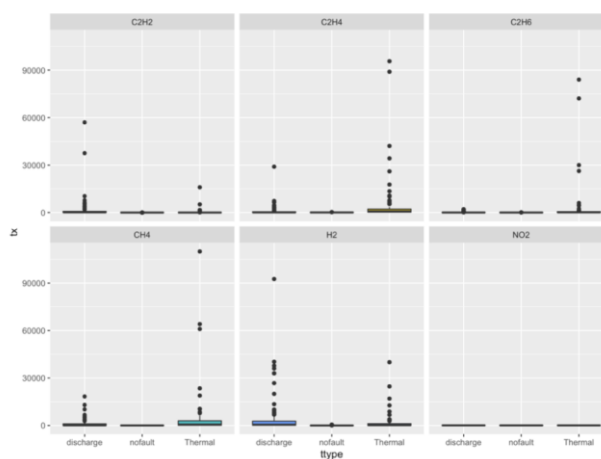 C2H2 C2H4 C2H6
90000
60000
30000
0
CH4 H2 NO2
90000
60000
30000
0
discharge nofault Thermal discharge nofault Thermal discharge nofault Thermal
ttype
tx